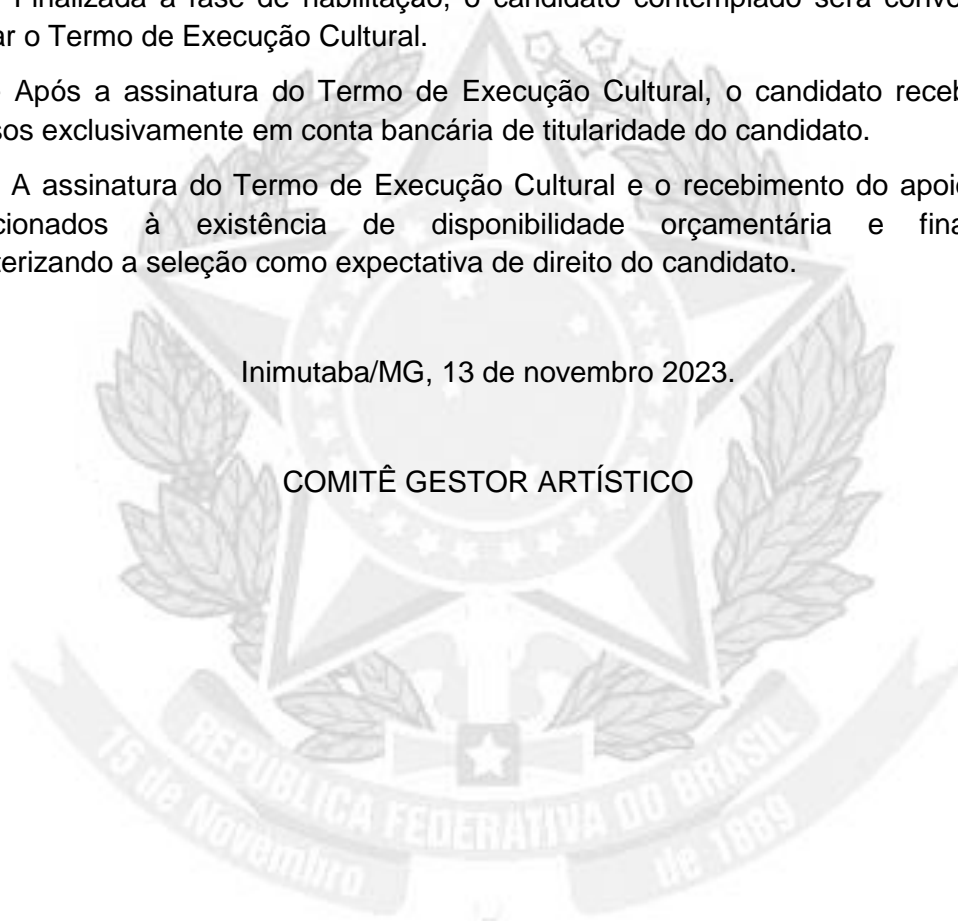 Finalizada a fase de habilitação, o candidato contemplado será conv
ar o Termo de Execução Cultural.
Após a assinatura do Termo de Execução Cultural, o candidato receb
sos exclusivamente em conta bancária de titularidade do candidato.
A assinatura do Termo de Execução Cultural e o recebimento do apoi
cionados à existência de disponibilidade orçamentária e fina
terizando a seleção como expectativa de direito do candidato.
Inimutaba/MG, 13 de novembro 2023.
COMITÊ GESTOR ARTÍSTICO
REPÚBLICA FEDERATIVA DO BRASIL
15 de Novembro de 1889